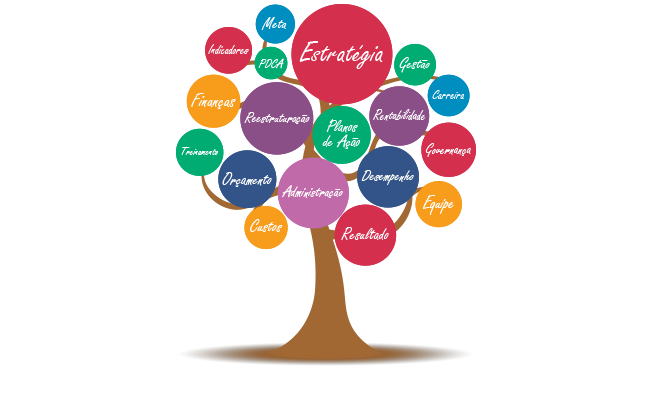 Meta
Estratégia
Indicadores
PDCA
Gestão
Carreira
Finanças
Reestruturação
Rentabilidade
Planos
de Ação
Treinamento
Governança
Orçamento
Administração
Desempenho
Equipe
Custos
Resultado